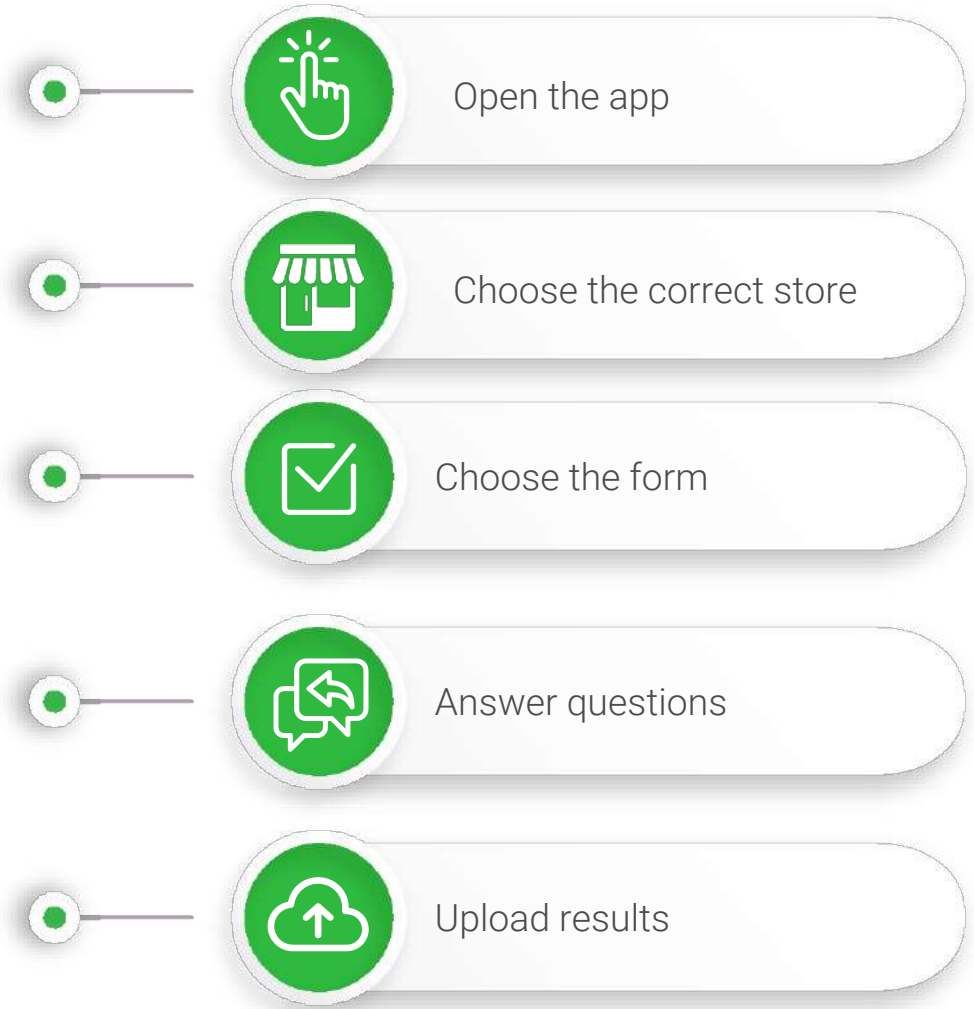 Open the app
Choose the correct store
Choose the form
Answer questions
Upload results